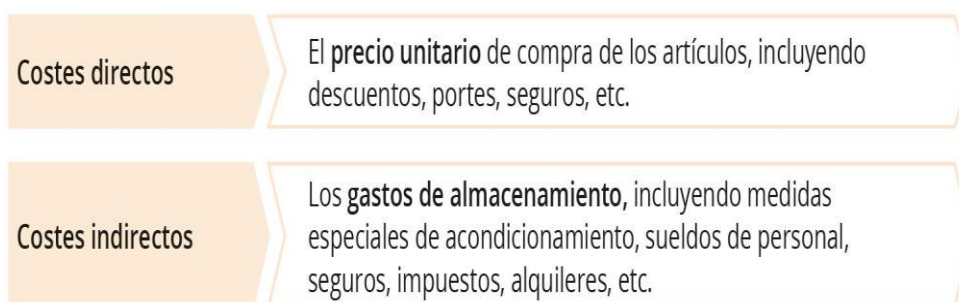 Costes directos
El precio unitario de compra de los artículos, incluyendo
descuentos, portes, seguros, etc.
Costes indirectos
Los gastos de almacenamiento, incluyendo medidas
especiales de acondicionamiento, sueldos de personal,
seguros, impuestos, alquileres, etc.